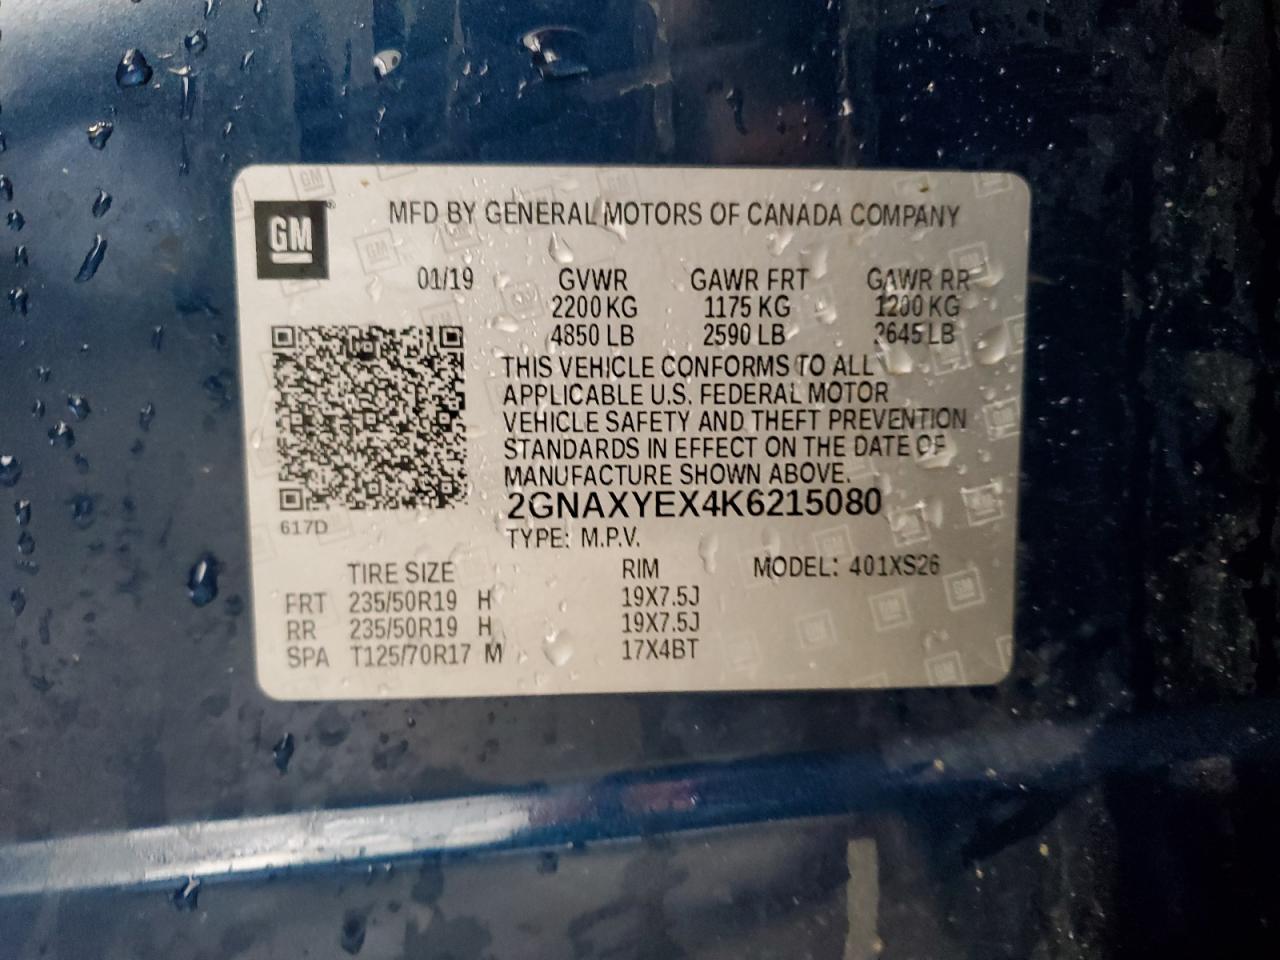 GM
MFD BY GENERAL MOTORS OF CANADA COMPANY
01/19 GVWR GAWR FRT GAWR RR
2200 KG 1175 KG 1200 KG
4850 LB 2590 LB 2645 LB
THIS VEHICLE CONFORMS TO ALL
APPLICABLE U.S. FEDERAL MOTOR
VEHICLE SAFETY AND THEFT PREVENTION
STANDARDS IN EFFECT ON THE DATE OF
MANUFACTURE SHOWN ABOVE.
2GNAXYEX4K6215080
617D
TYPE: M.P.V.
TIRE SIZE RIM MODEL: 401XS26
FRT 235/50R19 H 19X7.5J
RR 235/50R19 H 19X7.5J
SPA T125/70R17 M 17X4BT